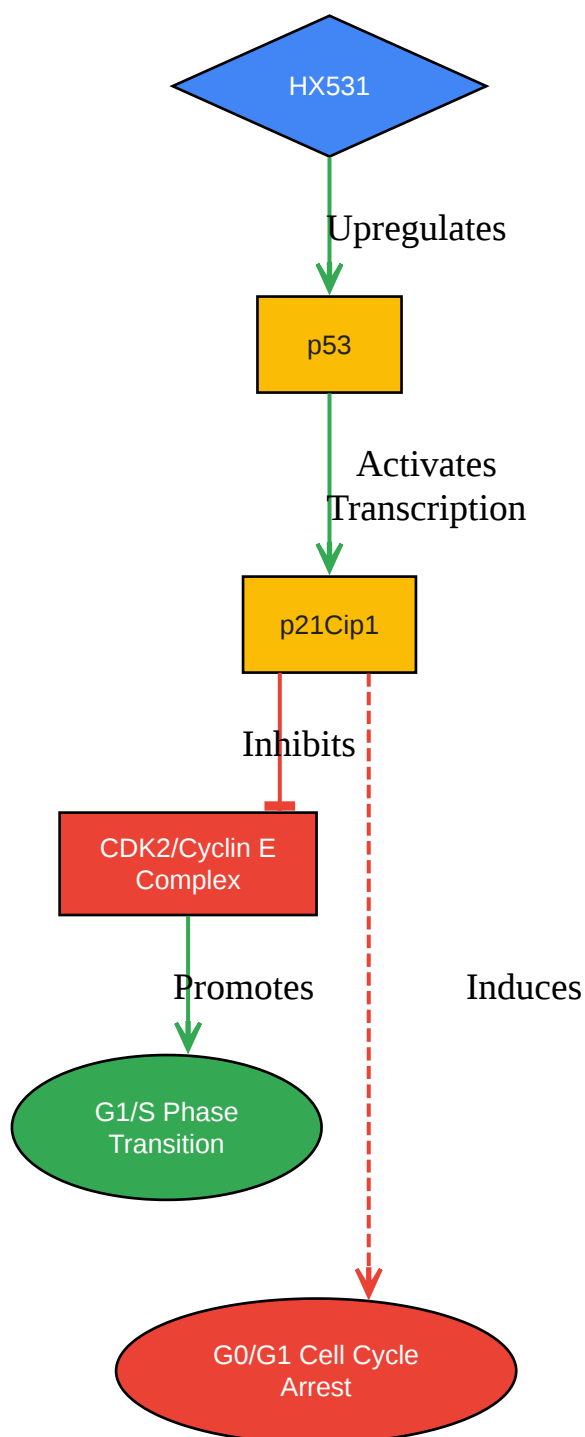 HX531
Upregulates
p53
Activates
Transcription
p21Cip1
Inhibits
CDK2/Cyclin E
Complex
Promotes
Induces
G1/S Phase
Transition
G0/G1 Cell Cycle
Arrest